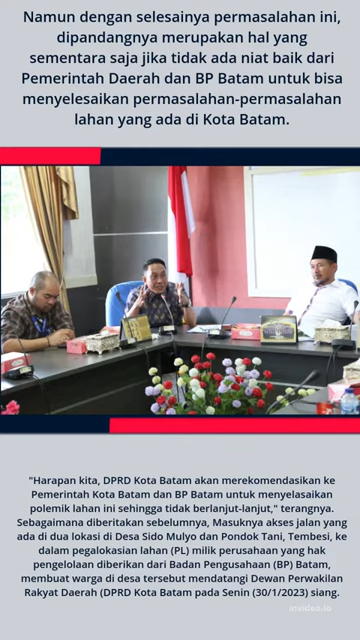 Namun dengan selesainya permasalahan ini,
dipandangnya merupakan hal yang
sementara saja jika tidak ada niat baik dari
Pemerintah Daerah dan BP Batam untuk bisa
menyelesaikan permasalahan-permasalahan
lahan yang ada di Kota Batam.
"Harapan kita, DPRD Kota Batam akan merekomendasikan ke
Pemerintah Kota Batam dan BP Batam untuk menyelasaikan
polemik lahan ini sehingga tidak berlanjut-lanjut," terangnya.
Sebagaimana diberitakan sebelumnya, Masuknya akses jalan yang
ada di dua lokasi di Desa Sido Mulyo dan Pondok Tani, Tembesi, ke
dalam pegalokasian lahan (PL) milik perusahaan yang hak
pengelolaan diberikan dari Badan Pengusahaan (BP) Batam,
membuat warga di desa tersebut mendatangi Dewan Perwakilan
Rakyat Daerah (DPRD Kota Batam pada Senin (30/1/2023) siang.
invideo.io